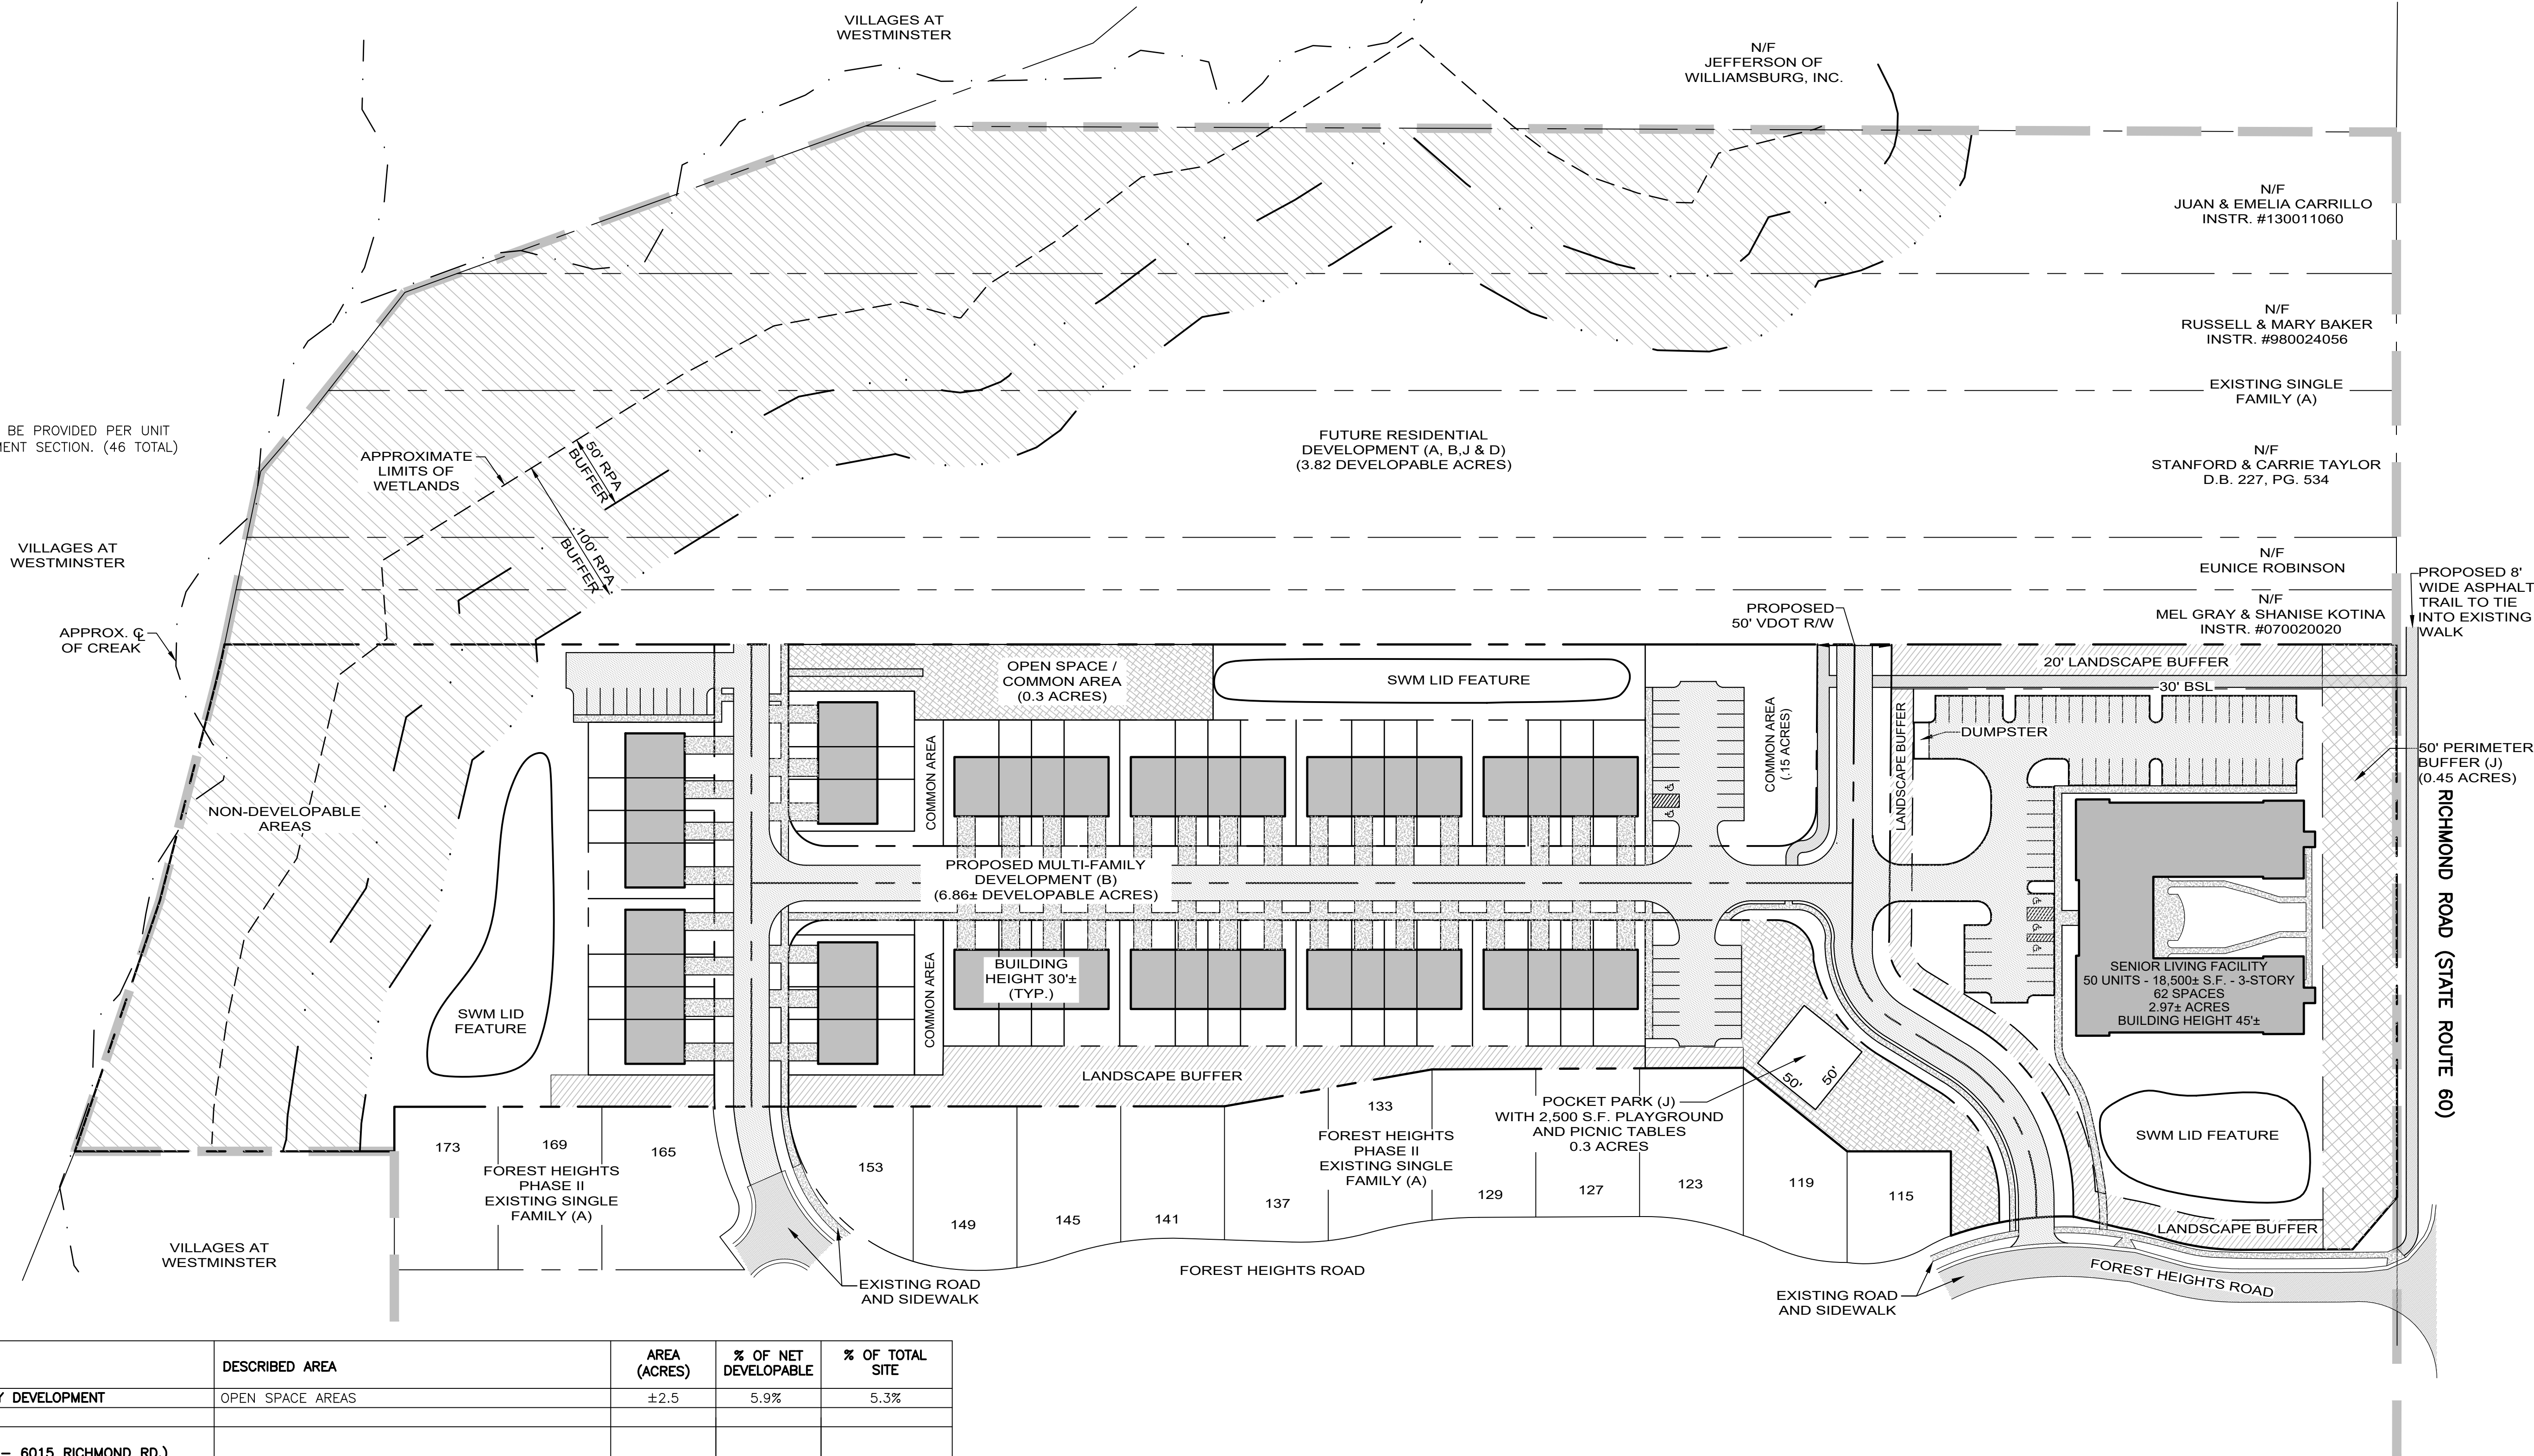 VILLAGES AT
WESTMINSTER
N/F
JEFFERSON OF
WILLIAMSBURG, INC.
N/F
JUAN & EMELIA CARRILLO
INSTR. #130011060
N/F
RUSSELL & MARY BAKER
INSTR. #980024056
EXISTING SINGLE
FAMILY (A)
BE PROVIDED PER UNIT
MENT SECTION. (46 TOTAL)
APPROXIMATE
LIMITS OF
WETLANDS
50' RPA
BUFFER
100' RPA
BUFFER
FUTURE RESIDENTIAL
DEVELOPMENT (A, B,J & D)
(3.82 DEVELOPABLE ACRES)
N/F
STANFORD & CARRIE TAYLOR
D.B. 227, PG. 534
VILLAGES AT
WESTMINSTER
N/F
EUNICE ROBINSON
N/F
MEL GRAY & SHANISE KOTINA
INSTR. #070020020
PROPOSED 8'
WIDE ASPHALT
TRAIL TO TIE
INTO EXISTING
WALK
APPROX. ℄
OF CREAK
PROPOSED
50' VDOT R/W
OPEN SPACE /
COMMON AREA
(0.3 ACRES)
SWM LID FEATURE
20' LANDSCAPE BUFFER
30' BSL
COMMON AREA
COMMON AREA
(.15 ACRES)
LANDSCAPE BUFFER
DUMPSTER
50' PERIMETER
BUFFER (J)
(0.45 ACRES)
NON-DEVELOPABLE
AREAS
RICHMOND ROAD (STATE ROUTE 60)
PROPOSED MULTI-FAMILY
DEVELOPMENT (B)
(6.86± DEVELOPABLE ACRES)
BUILDING
HEIGHT 30'±
(TYP.)
COMMON AREA
SENIOR LIVING FACILITY
50 UNITS - 18,500± S.F. - 3-STORY
62 SPACES
2.97± ACRES
BUILDING HEIGHT 45'±
SWM LID
FEATURE
LANDSCAPE BUFFER
50'
50'
POCKET PARK (J)
WITH 2,500 S.F. PLAYGROUND
AND PICNIC TABLES
0.3 ACRES
SWM LID FEATURE
173
169
165
153
149
145
141
137
133
129
127
123
119
115
FOREST HEIGHTS
PHASE II
EXISTING SINGLE
FAMILY (A)
FOREST HEIGHTS
PHASE II
EXISTING SINGLE
FAMILY (A)
LANDSCAPE BUFFER
VILLAGES AT
WESTMINSTER
EXISTING ROAD
AND SIDEWALK
FOREST HEIGHTS ROAD
EXISTING ROAD
AND SIDEWALK
FOREST HEIGHTS ROAD
DESCRIBED AREA
AREA
(ACRES)
% OF NET
DEVELOPABLE
% OF TOTAL
SITE
Y DEVELOPMENT
OPEN SPACE AREAS
±2.5
5.9%
5.3%
– 6015 RICHMOND RD.)